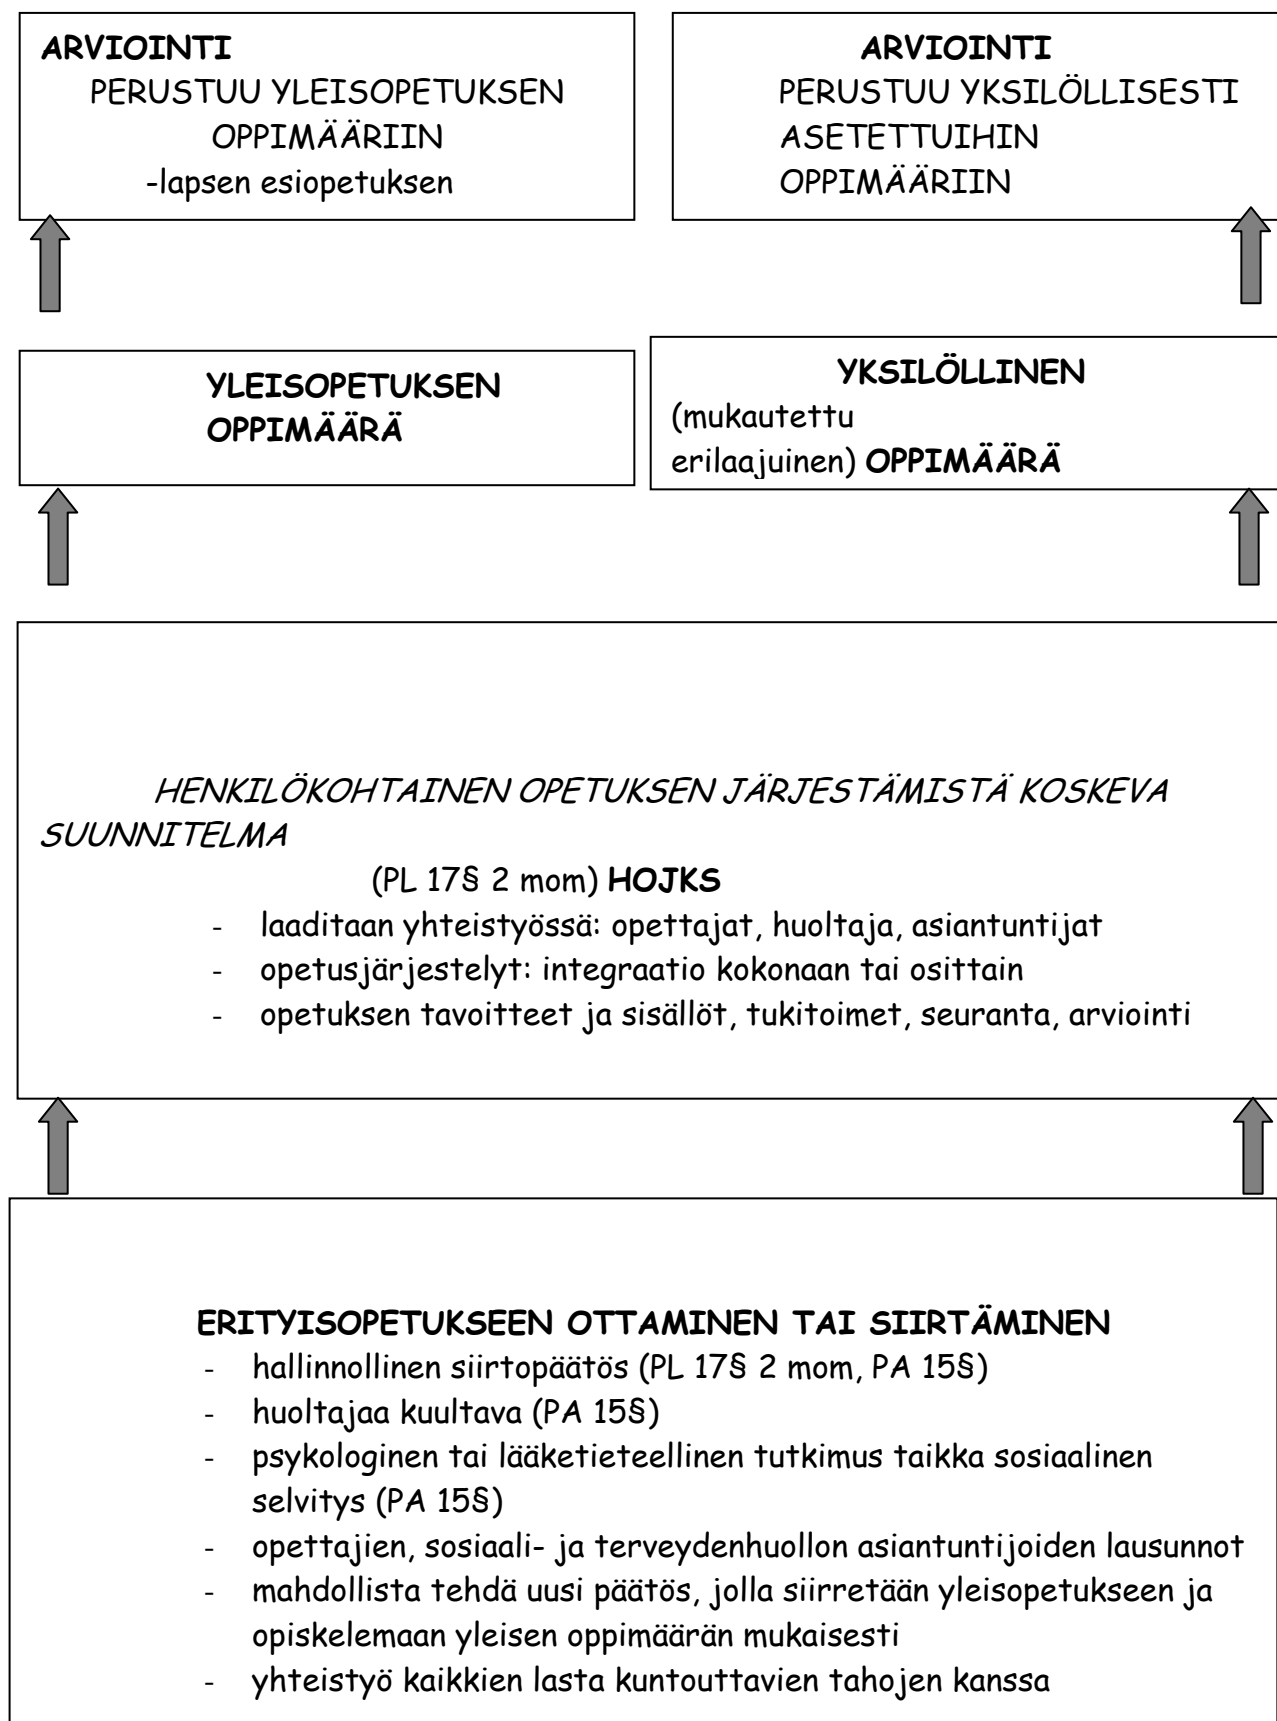 ARVIOINTI
PERUSTUU YLEISOPETUKSEN
OPPIMÄÄRIIN
-lapsen esiopetuksen
ARVIOINTI
PERUSTUU YKSILÖLLISESTI
ASETETTUIHIN
OPPIMÄÄRIIN
YLEISOPETUKSEN
OPPIMÄÄRÄ
YKSILÖLLINEN
(mukautettu
erilaajuinen) OPPIMÄÄRÄ
HENKILÖKOHTAINEN OPETUKSEN JÄRJESTÄMISTÄ KOSKEVA
SUUNNITELMA
(PL 17§ 2 mom) HOJKS
- laaditaan yhteistyössä: opettajat, huoltaja, asiantuntijat
- opetusjärjestelyt: integraatio kokonaan tai osittain
- opetuksen tavoitteet ja sisällöt, tukitoimet, seuranta, arviointi
ERITYISOPETUKSEEN OTTAMINEN TAI SIIRTÄMINEN
- hallinnollinen siirtopäätös (PL 17§ 2 mom, PA 15§)
- huoltajaa kuultava (PA 15§)
- psykologinen tai lääketieteellinen tutkimus taikka sosiaalinen
selvitys (PA 15§)
- opettajien, sosiaali- ja terveydenhuollon asiantuntijoiden lausunnot
- mahdollista tehdä uusi päätös, jolla siirretään yleisopetukseen ja
opiskelemaan yleisen oppimäärän mukaisesti
- yhteistyö kaikkien lasta kuntouttavien tahojen kanssa